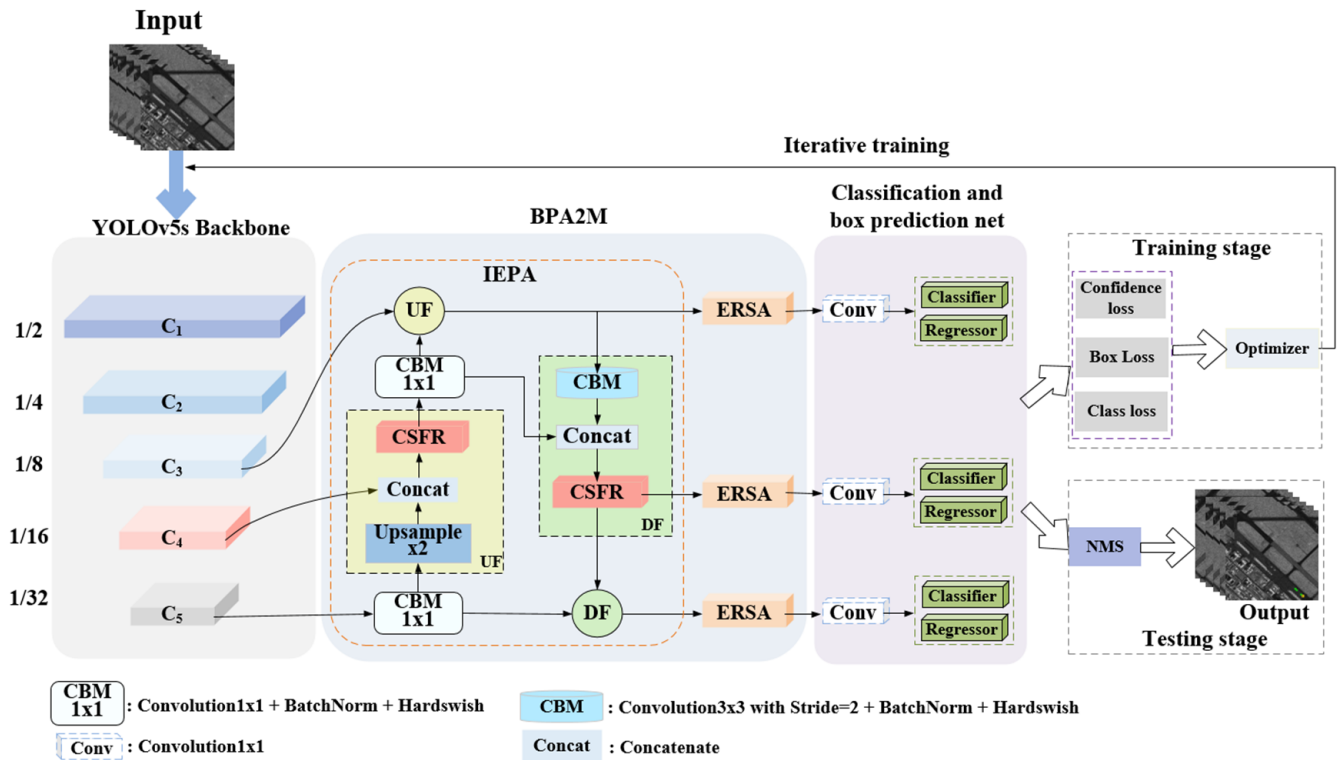 Input
Iterative training
YOLOv5s Backbone
1/2
1/4
1/8
1/16
1/32
C1
C2
C3
C4
C5
BPA2M
IEPA
UF
CBM
1x1
CSFR
Concat
Upsample
x2
UF
CBM
1x1
CBM
Concat
CSFR
DF
DF
ERSA
ERSA
ERSA
Classification and
box prediction net
Conv
Classifier
Regressor
Conv
Classifier
Regressor
Conv
Classifier
Regressor
Training stage
Confidence
loss
Box Loss
Class loss
Optimizer
NMS
Output
Testing stage
CBM
1x1
: Convolution1x1 + BatchNorm + Hardswish
CBM
: Convolution3x3 with Stride=2 + BatchNorm + Hardswish
Conv
: Convolution1x1
Concat
: Concatenate